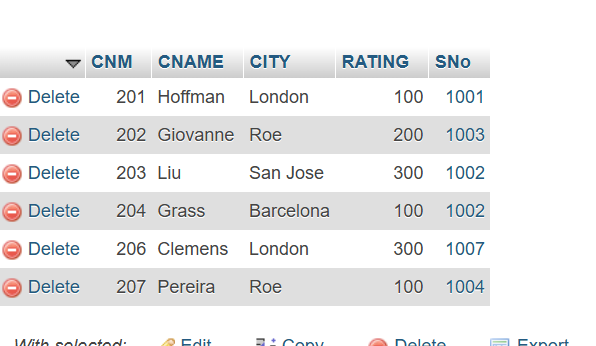 CNM CNAME CITY RATING SNo
Delete 201 Hoffman London 100 1001
Delete 202 Giovanne Roe 200 1003
Delete 203 Liu San Jose 300 1002
Delete 204 Grass Barcelona 100 1002
Delete 206 Clemens London 300 1007
Delete 207 Pereira Roe 100 1004
With selected: Edit Copy Delete Export